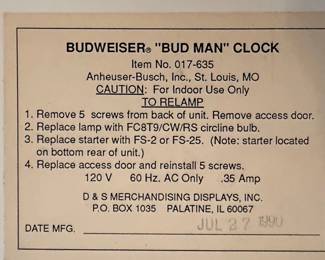 BUDWEISER® "BUD MAN" CLOCK
Item No. 017-635
Anheuser-Busch, Inc., St. Louis, MO
CAUTION: For Indoor Use Only
TO RELAMP
1. Remove 5 screws from back of unit. Remove access door.
2. Replace lamp with FC8T9/CW/RS circline bulb.
3. Replace starter with FS-2 or FS-25. (Note: starter located
on bottom rear of unit.)
4. Replace access door and reinstall 5 screws.
120 V 60 Hz. AC Only .35 Amp
D & S MERCHANDISING DISPLAYS, INC.
P.O. BOX 1035 PALATINE, IL 60067
DATE MFG. JUL 27 1990